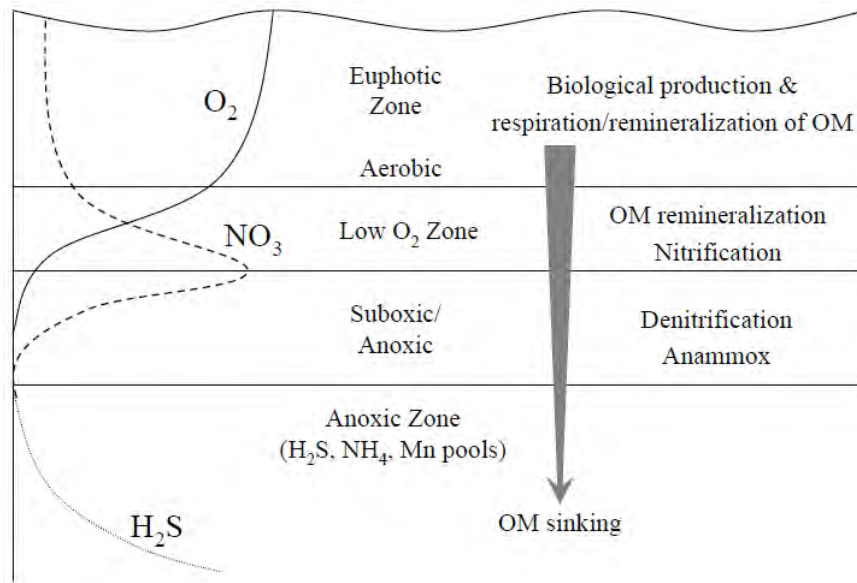 O₂
Euphotic
Zone
Biological production &
respiration/remineralization of OM
Aerobic
NO₃
Low O₂ Zone
OM remineralization
Nitrification
Suboxic/
Anoxic
Denitrification
Anammox
Anoxic Zone
(H₂S, NH₄, Mn pools)
H₂S
OM sinking